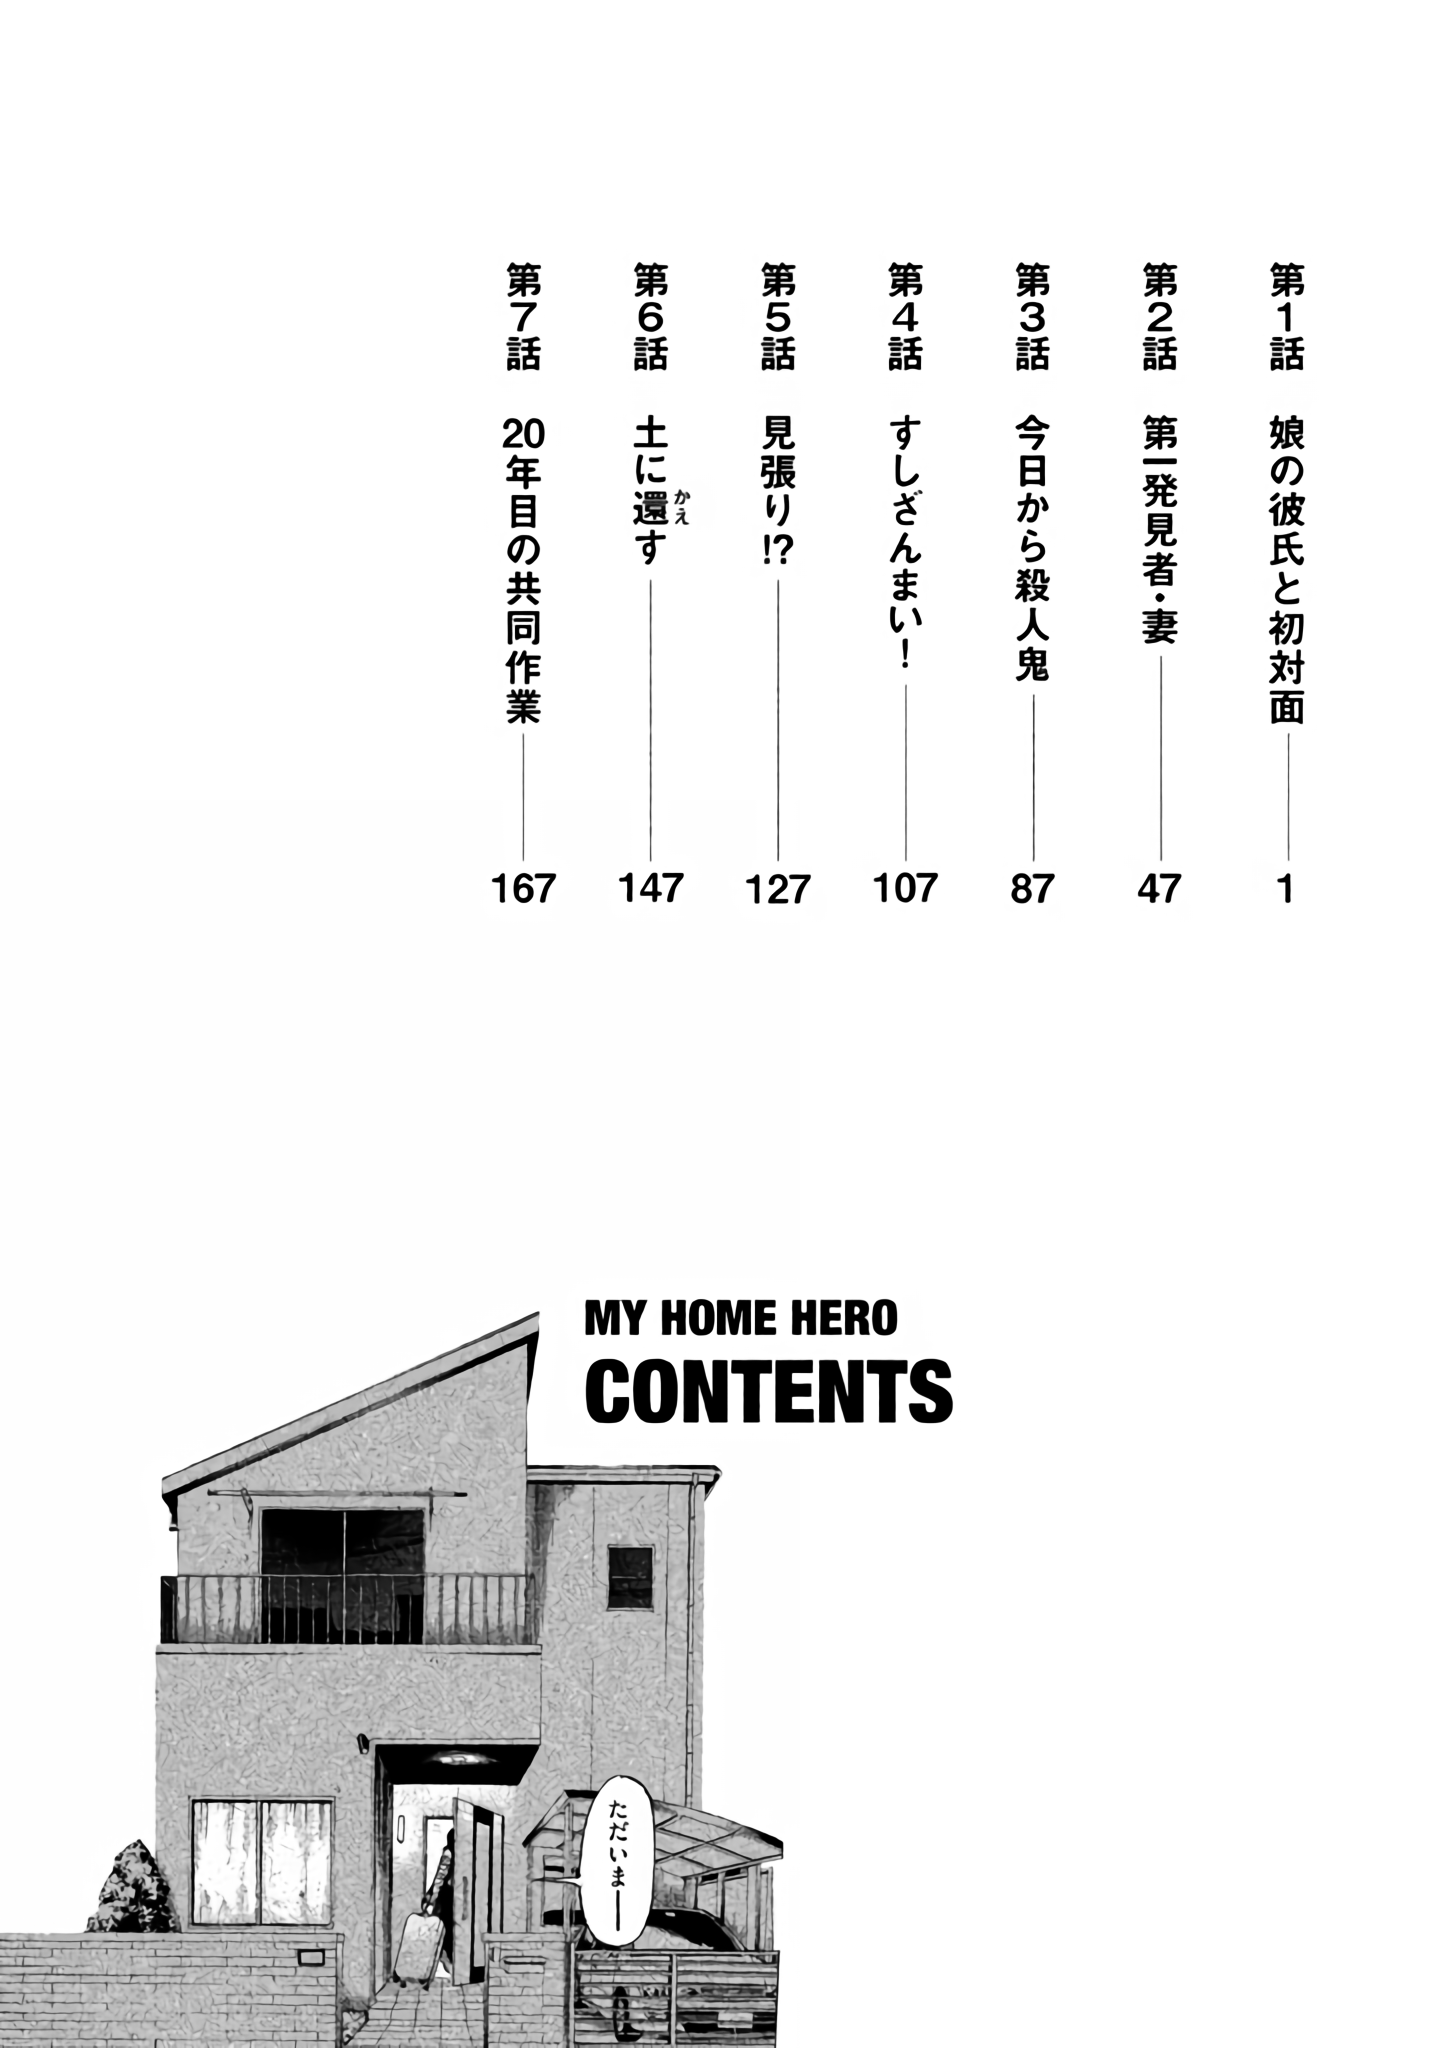 第1話 娘の彼氏と初対面 1
第2話 第一発見者・妻 47
第3話 今日から殺人鬼 87
第4話 すしざんまい! 107
第5話 見張り!? 127
第6話 土に還す 147
かえ
第7話 20年目の共同作業 167
MY HOME HERO
CONTENTS
ただいまー